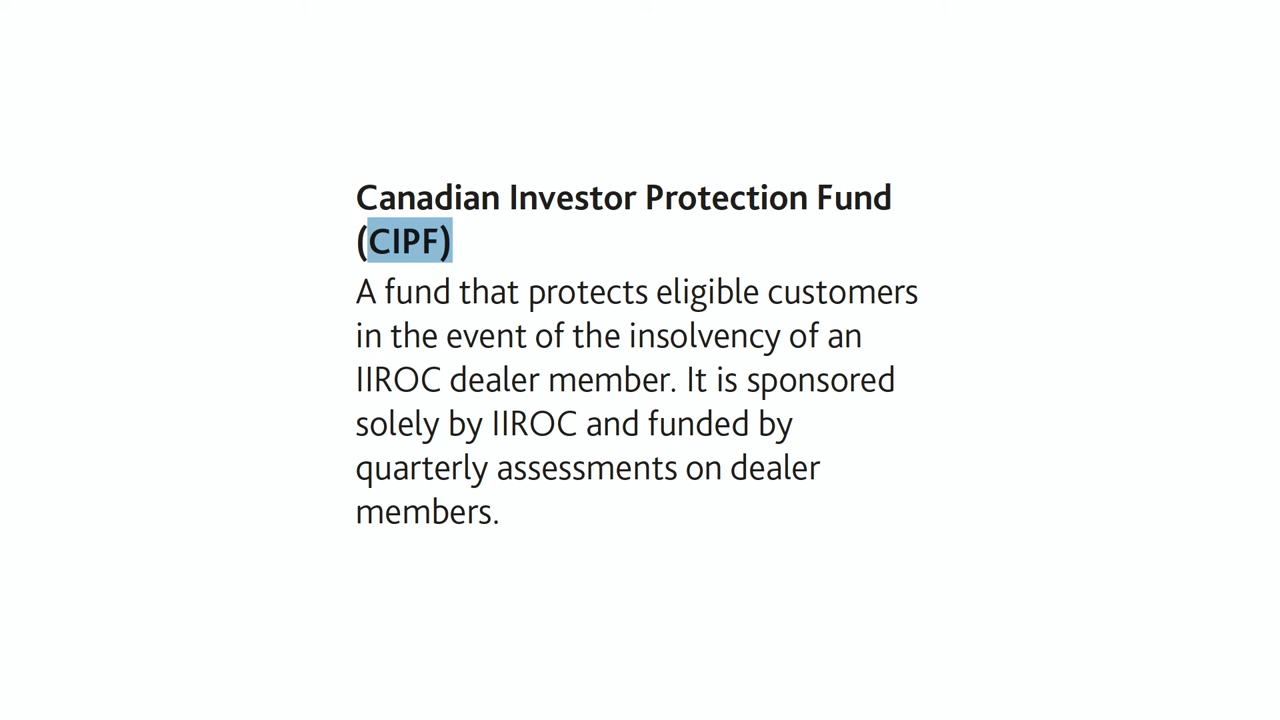 Canadian Investor Protection Fund
(CIPF)
A fund that protects eligible customers
in the event of the insolvency of an
IIROC dealer member. It is sponsored
solely by IIROC and funded by
quarterly assessments on dealer
members.